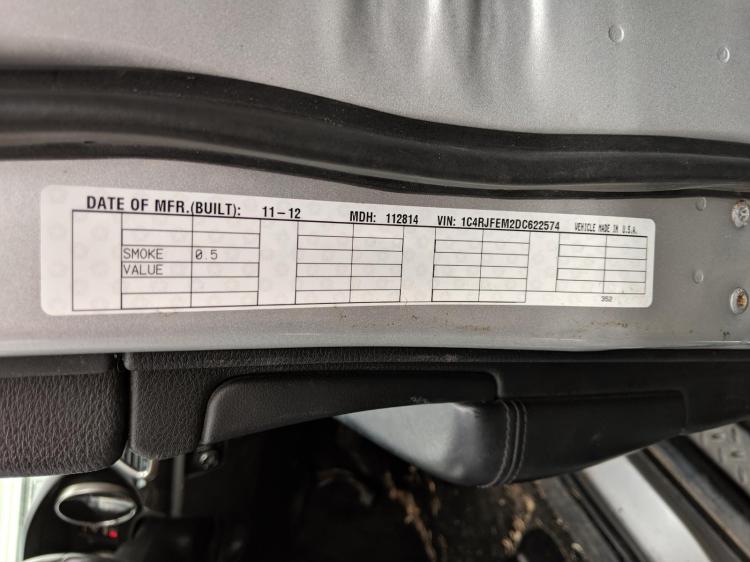 DATE OF MFR.(BUILT): 11-12 MDH: 112814 VIN: 1C4RJFEM2DC622574 VEHICLE MADE IN U.S.A.
SMOKE 0.5
VALUE
352